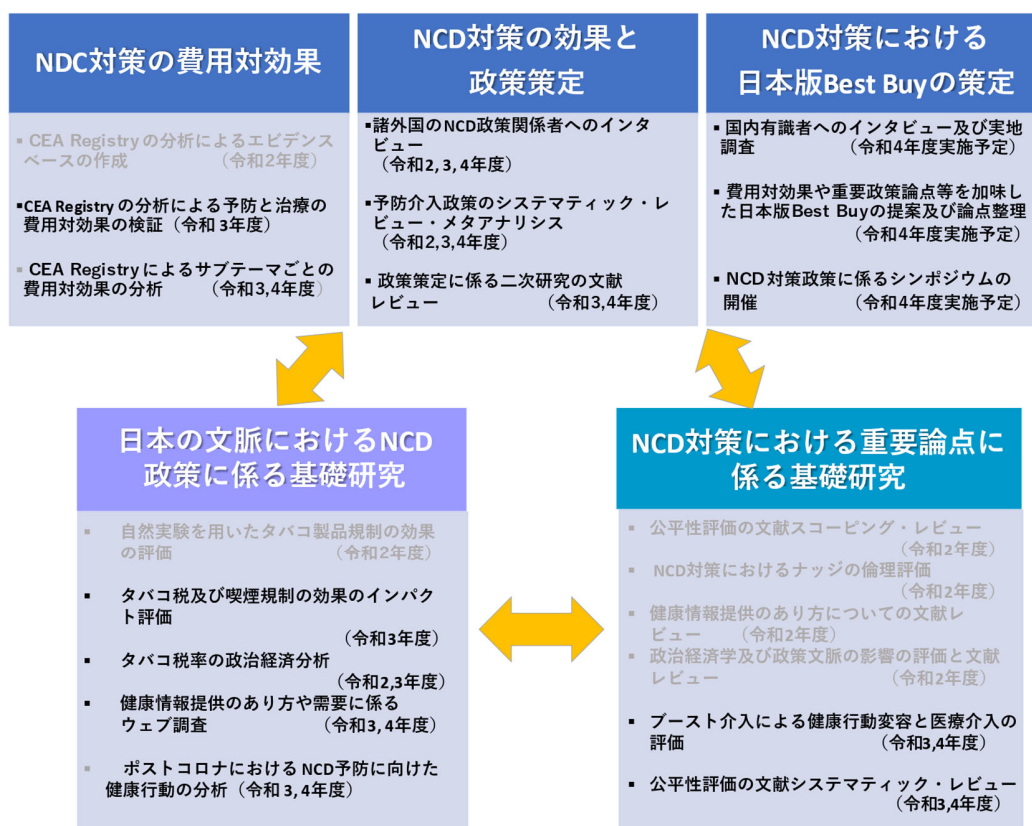 NDC対策の費用対効果
▪ CEA Registryの分析によるエビデンス
ベースの作成 （令和2年度）
▪CEA Registryの分析による予防と治療の
費用対効果の検証（令和3年度）
▪ CEA Registryによるサブテーマごとの
費用対効果の分析 （令和3,4年度）
NCD対策の効果と
政策策定
▪諸外国のNCD政策関係者へのインタ
ビュー
（令和2, 3, 4年度）
▪予防介入政策のシステマティック・レ
ビュー・メタアナリシス
（令和2,3,4年度）
▪ 政策策定に係る二次研究の文献
レビュー （令和3,4年度）
NCD対策における
日本版Best Buyの策定
▪ 国内有識者へのインタビュー及び実地
調査 （令和4年度実施予定）
▪ 費用対効果や重要政策論点等を加味し
た日本版Best Buyの提案及び論点整理
（令和4年度実施予定）
▪ NCD対策政策に係るシンポジウムの
開催 （令和4年度実施予定）
日本の文脈におけるNCD
政策に係る基礎研究
▪ 自然実験を用いたタバコ製品規制の効果
の評価 （令和2年度）
▪ タバコ税及び喫煙規制の効果のインパク
ト評価
（令和3年度）
▪ タバコ税率の政治経済分析
（令和2,3年度）
▪ 健康情報提供のあり方や需要に係る
ウェブ調査 （令和3, 4年度）
▪ ポストコロナにおけるNCD予防に向けた
健康行動の分析（令和3, 4年度）
NCD対策における重要論点に
係る基礎研究
▪ 公平性評価の文献スコーピング・レビュー
（令和2年度）
▪ NCD対策におけるナッジの倫理評価
（令和2年度）
▪ 健康情報提供のあり方についての文献レ
ビュー （令和2年度）
▪ 政治経済学及び政策文脈の影響の評価と文献
レビュー （令和2年度）
▪ ブースト介入による健康行動変容と医療介入の
評価 （令和3,4年度）
▪ 公平性評価の文献システマティック・レビュー
（令和3,4年度）